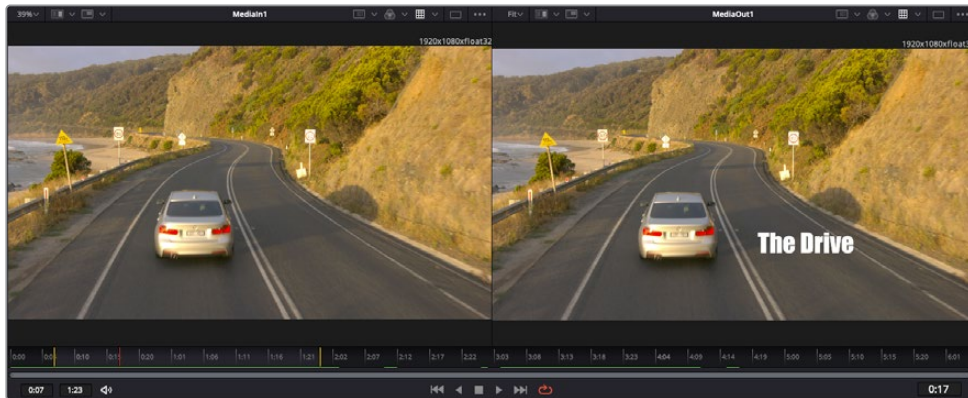 39%
MediaIn1
Fit
MediaOut1
1920x1080xfloat32
1920x1080xfloat3
The Drive
0:00 0:10 0:20 1:01 1:06 1:11 1:16 1:21 2:02 2:07 2:12 2:17 2:22 3:03 3:08 3:13 3:18 3:23 4:04 4:09 4:14 4:19 5:00 5:05 5:10 5:15 5:20 6:01
0:07 1:23 0:17